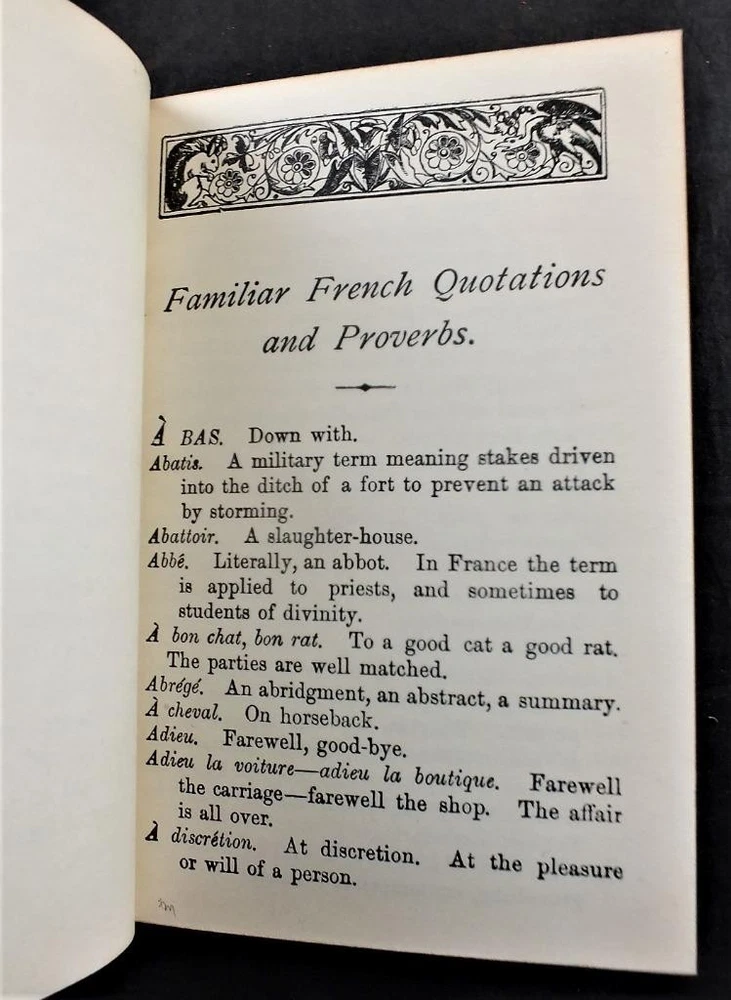 Familiar French Quotations
and Proverbs.
À BAS. Down with.
Abatis. A military term meaning stakes driven
into the ditch of a fort to prevent an attack
by storming.
Abattoir. A slaughter-house.
Abbé. Literally, an abbot. In France the term
is applied to priests, and sometimes to
students of divinity.
À bon chat, bon rat. To a good cat a good rat.
The parties are well matched.
Abrégé. An abridgment, an abstract, a summary.
À cheval. On horseback.
Adieu. Farewell, good-bye.
Adieu la voiture—adieu la boutique. Farewell
the carriage—farewell the shop. The affair
is all over.
À discrétion. At discretion. At the pleasure
or will of a person.